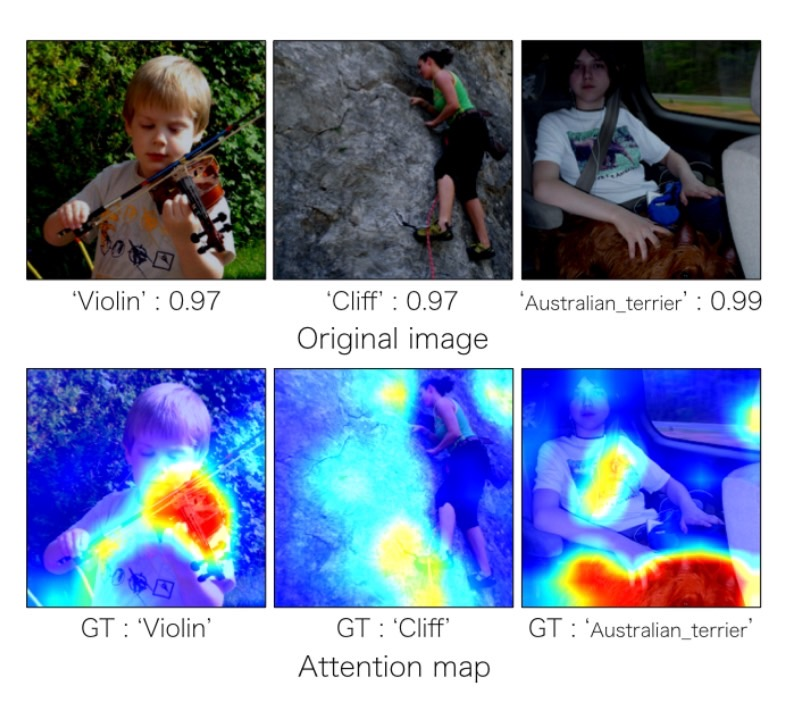 ‘Violin’ : 0.97
‘Cliff’ : 0.97
‘Australian_terrier’ : 0.99
Original image
GT : ‘Violin’
GT : ‘Cliff’
GT : ‘Australian_terrier’
Attention map